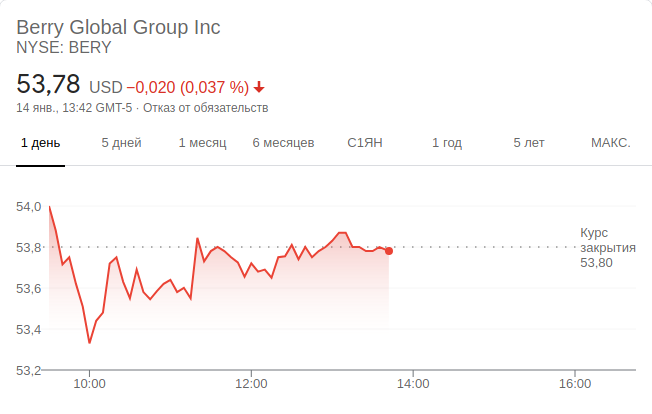 Berry Global Group Inc
NYSE: BERY
53,78 USD −0,020 (0,037 %)
14 янв., 13:42 GMT-5 · Отказ от обязательств
1 день 5 дней 1 месяц 6 месяцев С1ЯН 1 год 5 лет МАКС.
54,0
Курс
53,8 закрытия
53,80
53,6
53,4
53,2
10:00 12:00 14:00 16:00